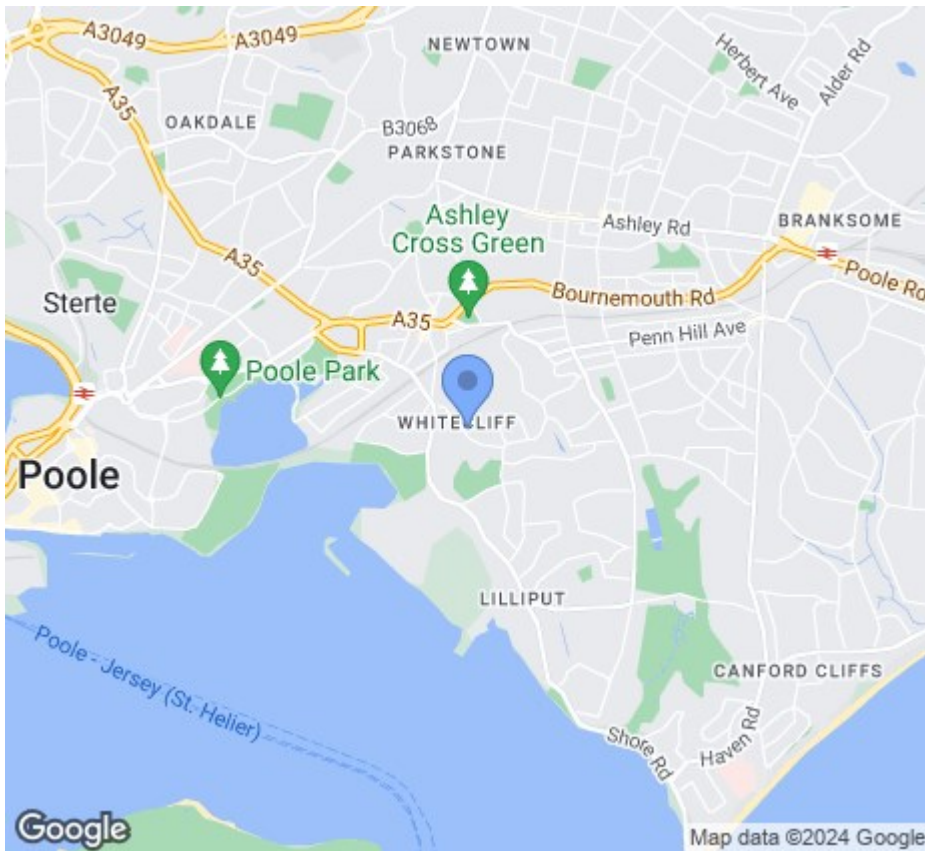 A3049
A3049
NEWTOWN
Herbert Ave
Alder Rd
A35
OAKDALE
B3068
PARKSTONE
Ashley
Cross Green
Ashley Rd
BRANKSOME
A35
Sterte
A35
Bournemouth Rd
Poole Rd
Penn Hill Ave
Poole Park
WHITECLIFF
Poole
LILLIPUT
Poole - Jersey (St. Helier)
CANFORD CLIFFS
Shore Rd
Haven Rd
Google
Map data ©2024 Google